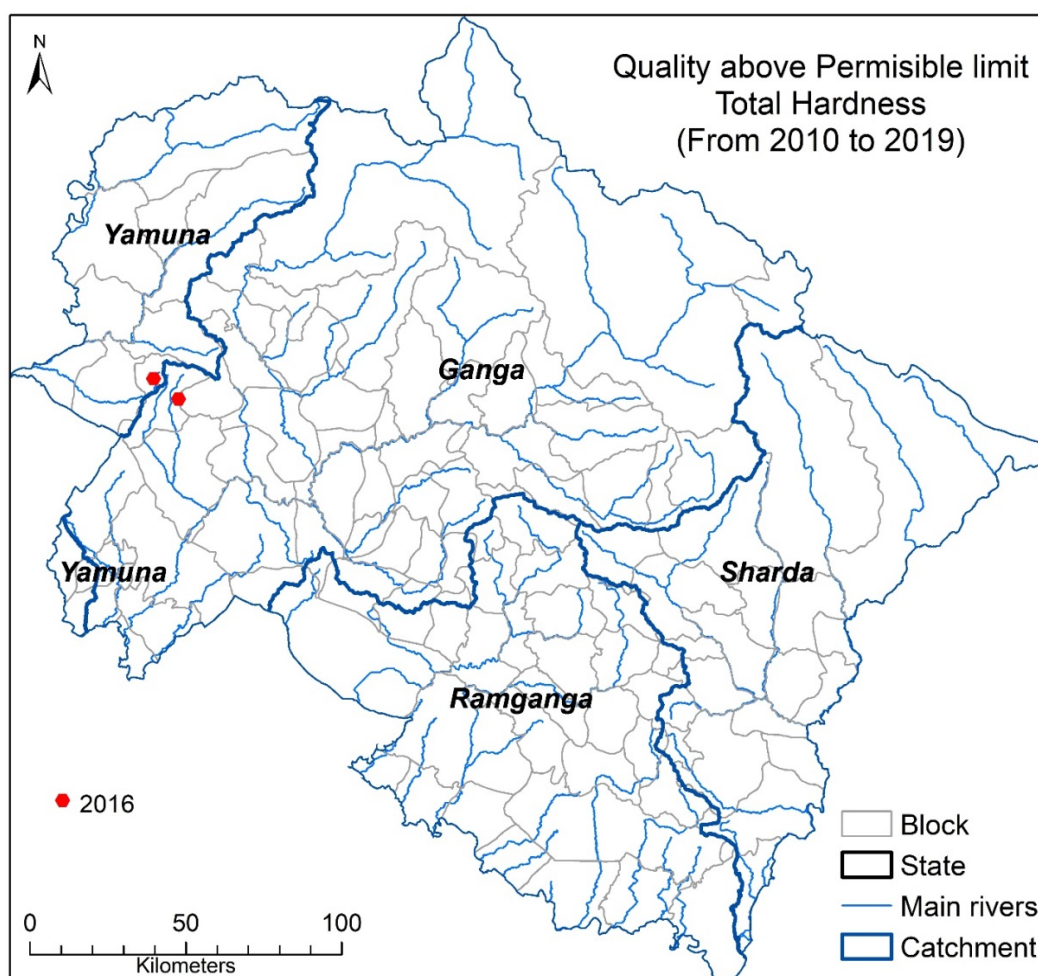 N
Quality above Permisible limit
Total Hardness
(From 2010 to 2019)
Yamuna
Ganga
Yamuna
Sharda
Ramganga
2016
Block
State
Main rivers
Catchment
0 50 100
Kilometers